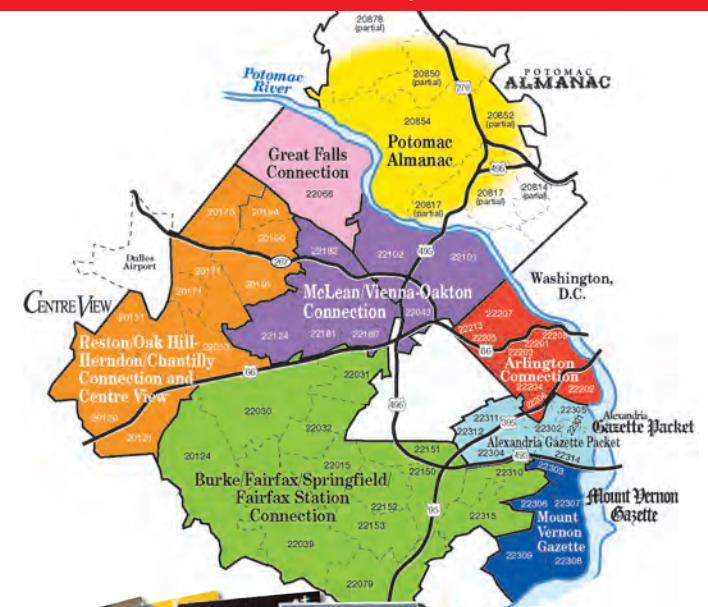 20878
(partial)
Potomac
River
20850
(partial)
270
POTOMAC
ALMANAC
20852
(partial)
20854
Potomac
Almanac
Great Falls
Connection
495
22066
20817
(partial)
20814
(partial)
20817
(partial)
20194
20190
22182
22102
495
22101
Dulles
Airport
267
20171
20191
Washington,
D.C.
CENTRE VIEW
McLean/Vienna-Oakton
Connection
20171
20151
22207
22043
22213
22205
22124
22181
22180
Reston/Oak Hill-
Herndon/Chantilly
Connection and
Centre View
22033
66
22201
22203
Arlington
Connection
66
22031
22204
22202
22206
495
20120
20121
22030
22032
22311
395
22305
22301
22302
22312
Alexandria
Gazette Packet
Alexandria Gazette Packet
22304
495
22314
22151
20124
22015
22150
22310
22303
Burke/Fairfax/Springfield/
Fairfax Station
Connection
22306
22307
Mount Vernon
Gazette
95
22152
22153
22315
Mount
Vernon
Gazette
22039
22309
22308
22079